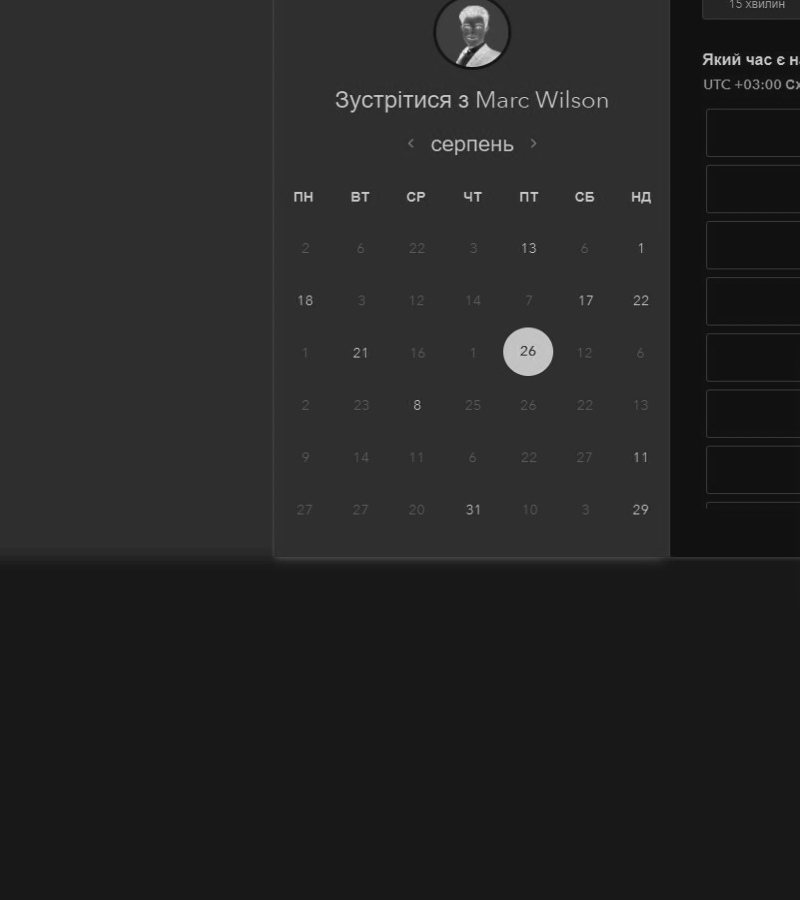 15 хвилин
Який час є н
UTC +03:00 Сх
Зустрітися з Marc Wilson
серпень
ПН ВТ СР ЧТ ПТ СБ НД
2 6 22 3 13 6 1
18 3 12 14 7 17 22
1 21 16 1 26 12 6
2 23 8 25 26 22 13
9 14 11 6 22 27 11
27 27 20 31 10 3 29